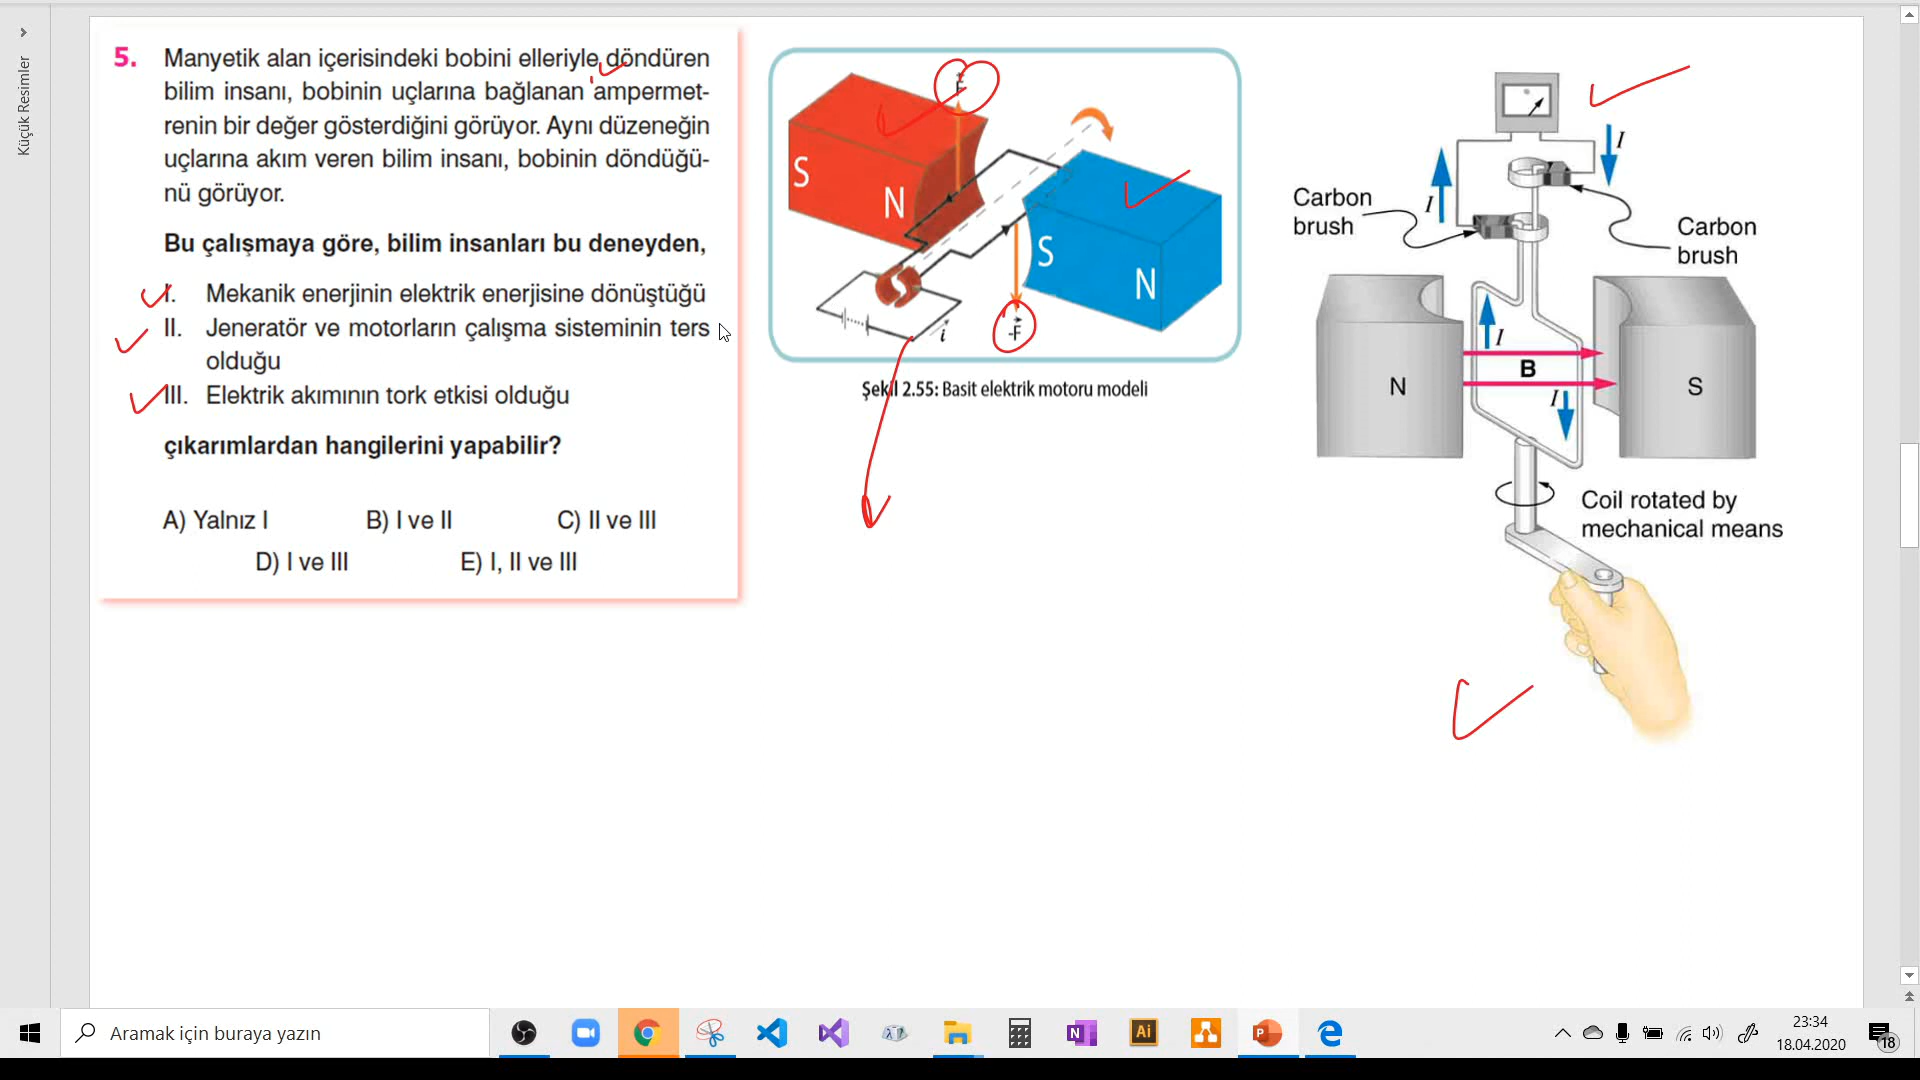 Küçük Resimler
5. Manyetik alan içerisindeki bobini elleriyle döndüren
bilim insanı, bobinin uçlarına bağlanan ampermet-
renin bir değer gösterdiğini görüyor. Aynı düzeneğin
uçlarına akım veren bilim insanı, bobinin döndüğü-
nü görüyor.
Bu çalışmaya göre, bilim insanları bu deneyden,
I. Mekanik enerjinin elektrik enerjisine dönüştüğü
II. Jeneratör ve motorların çalışma sisteminin ters
olduğu
III. Elektrik akımının tork etkisi olduğu
çıkarımlardan hangilerini yapabilir?
A) Yalnız I B) I ve II C) II ve III
D) I ve III E) I, II ve III
F
S
N
S
N
-F
i
Şekil 2.55: Basit elektrik motoru modeli
I
I
Carbon
brush
Carbon
brush
I
B
N
I
S
Coil rotated by
mechanical means
Aramak için buraya yazın
Ai
23:34
18.04.2020
18